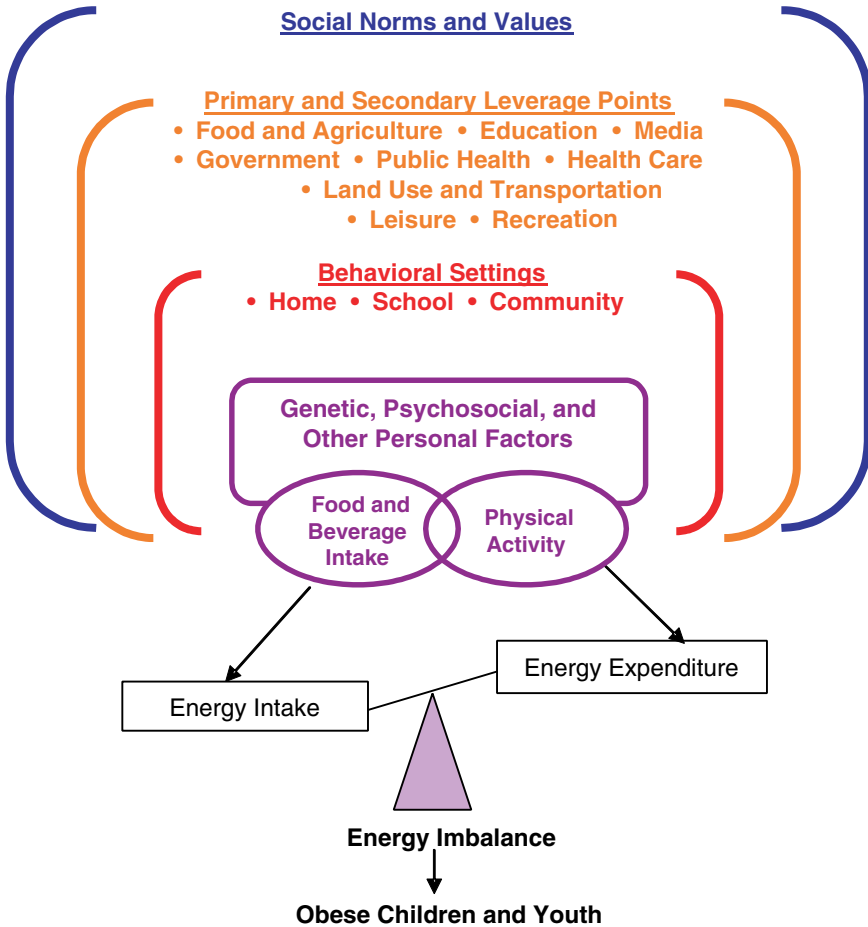 Social Norms and Values
Primary and Secondary Leverage Points
• Food and Agriculture • Education • Media
• Government • Public Health • Health Care
• Land Use and Transportation
• Leisure • Recreation
Behavioral Settings
• Home • School • Community
Genetic, Psychosocial, and
Other Personal Factors
Food and
Beverage
Intake
Physical
Activity
Energy Intake
Energy Expenditure
Energy Imbalance
Obese Children and Youth